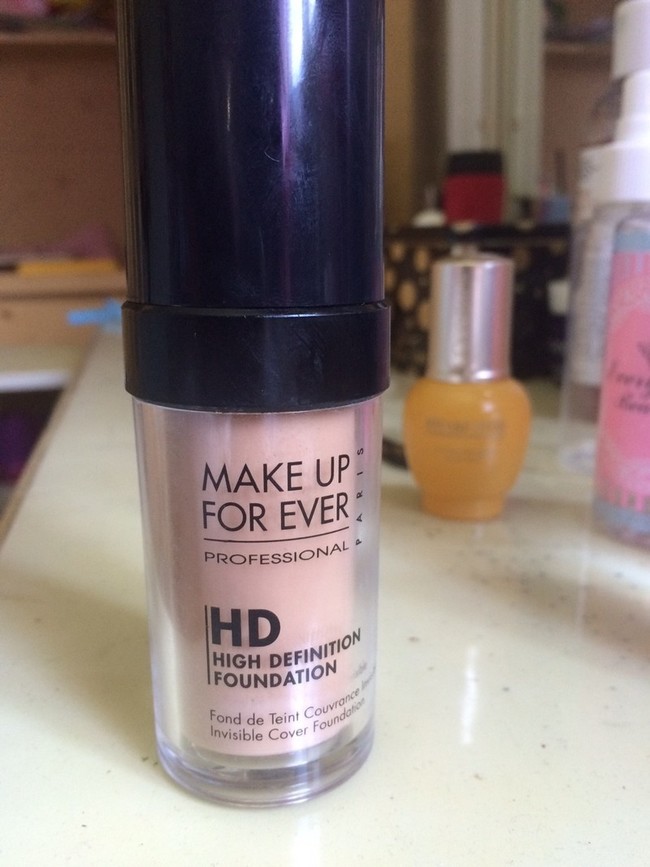 MAKE UP
FOR EVER
PARIS
PROFESSIONAL
HD
HIGH DEFINITION
FOUNDATION
Fond de Teint Couvrance
Invisible Cover Foundation